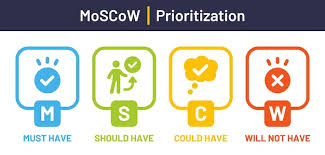 MoSCoW | Prioritization
M S C W
MUST HAVE SHOULD HAVE COULD HAVE WILL NOT HAVE